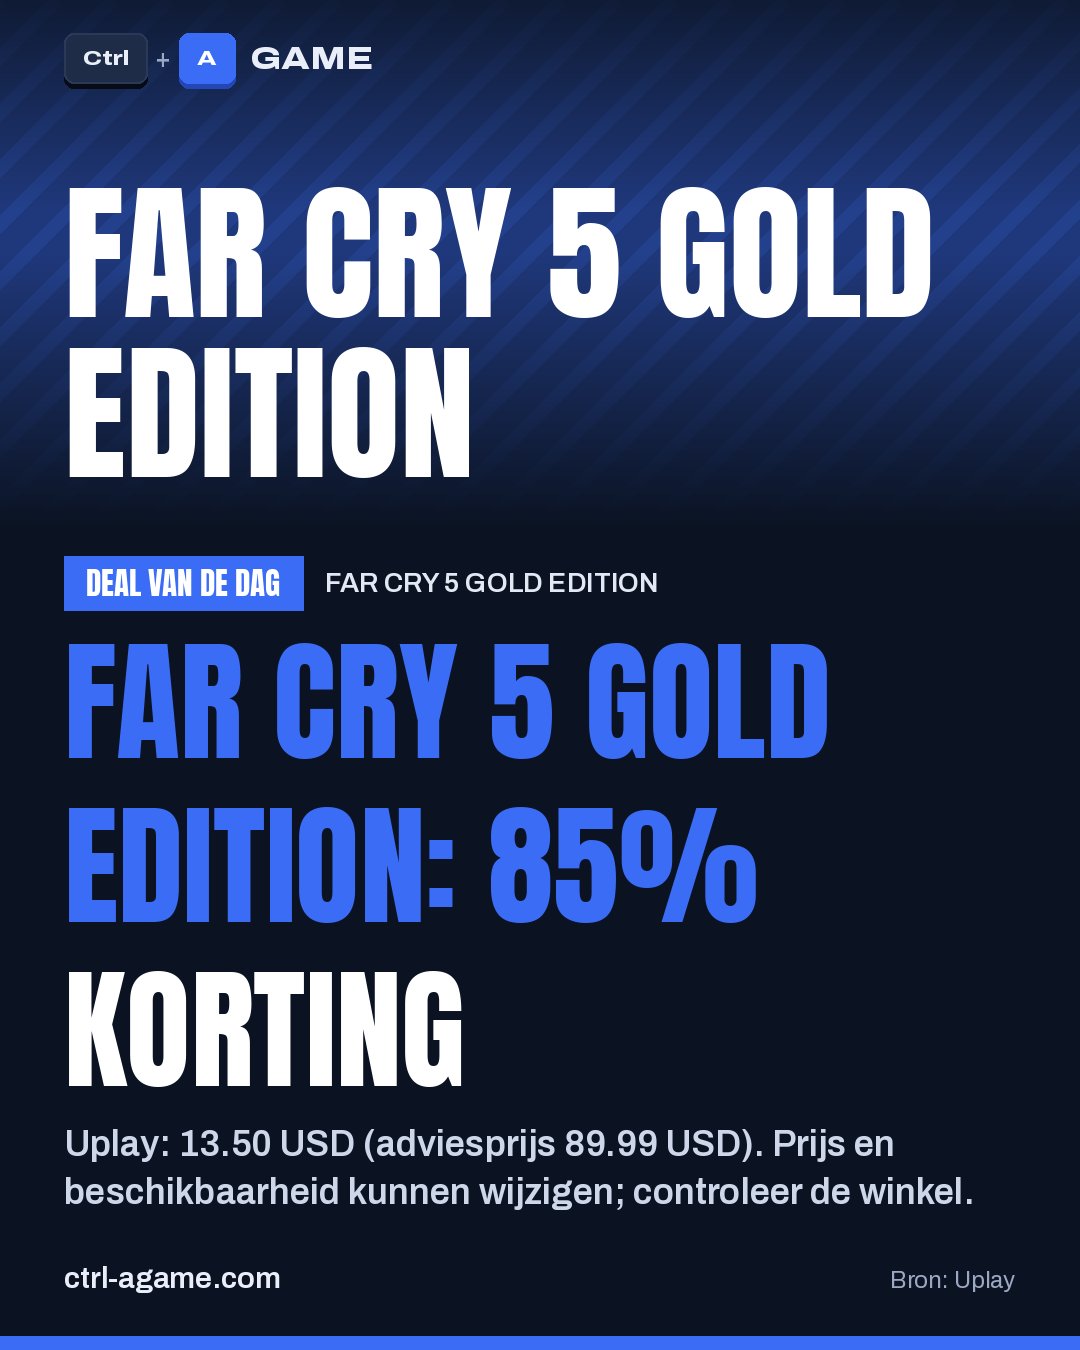 Ctrl + A GAME
FAR CRY 5 GOLD
EDITION
DEAL VAN DE DAG FAR CRY 5 GOLD EDITION
FAR CRY 5 GOLD
EDITION: 85%
KORTING
Uplay: 13.50 USD (adviesprijs 89.99 USD). Prijs en
beschikbaarheid kunnen wijzigen; controleer de winkel.
ctrl-agame.com Bron: Uplay